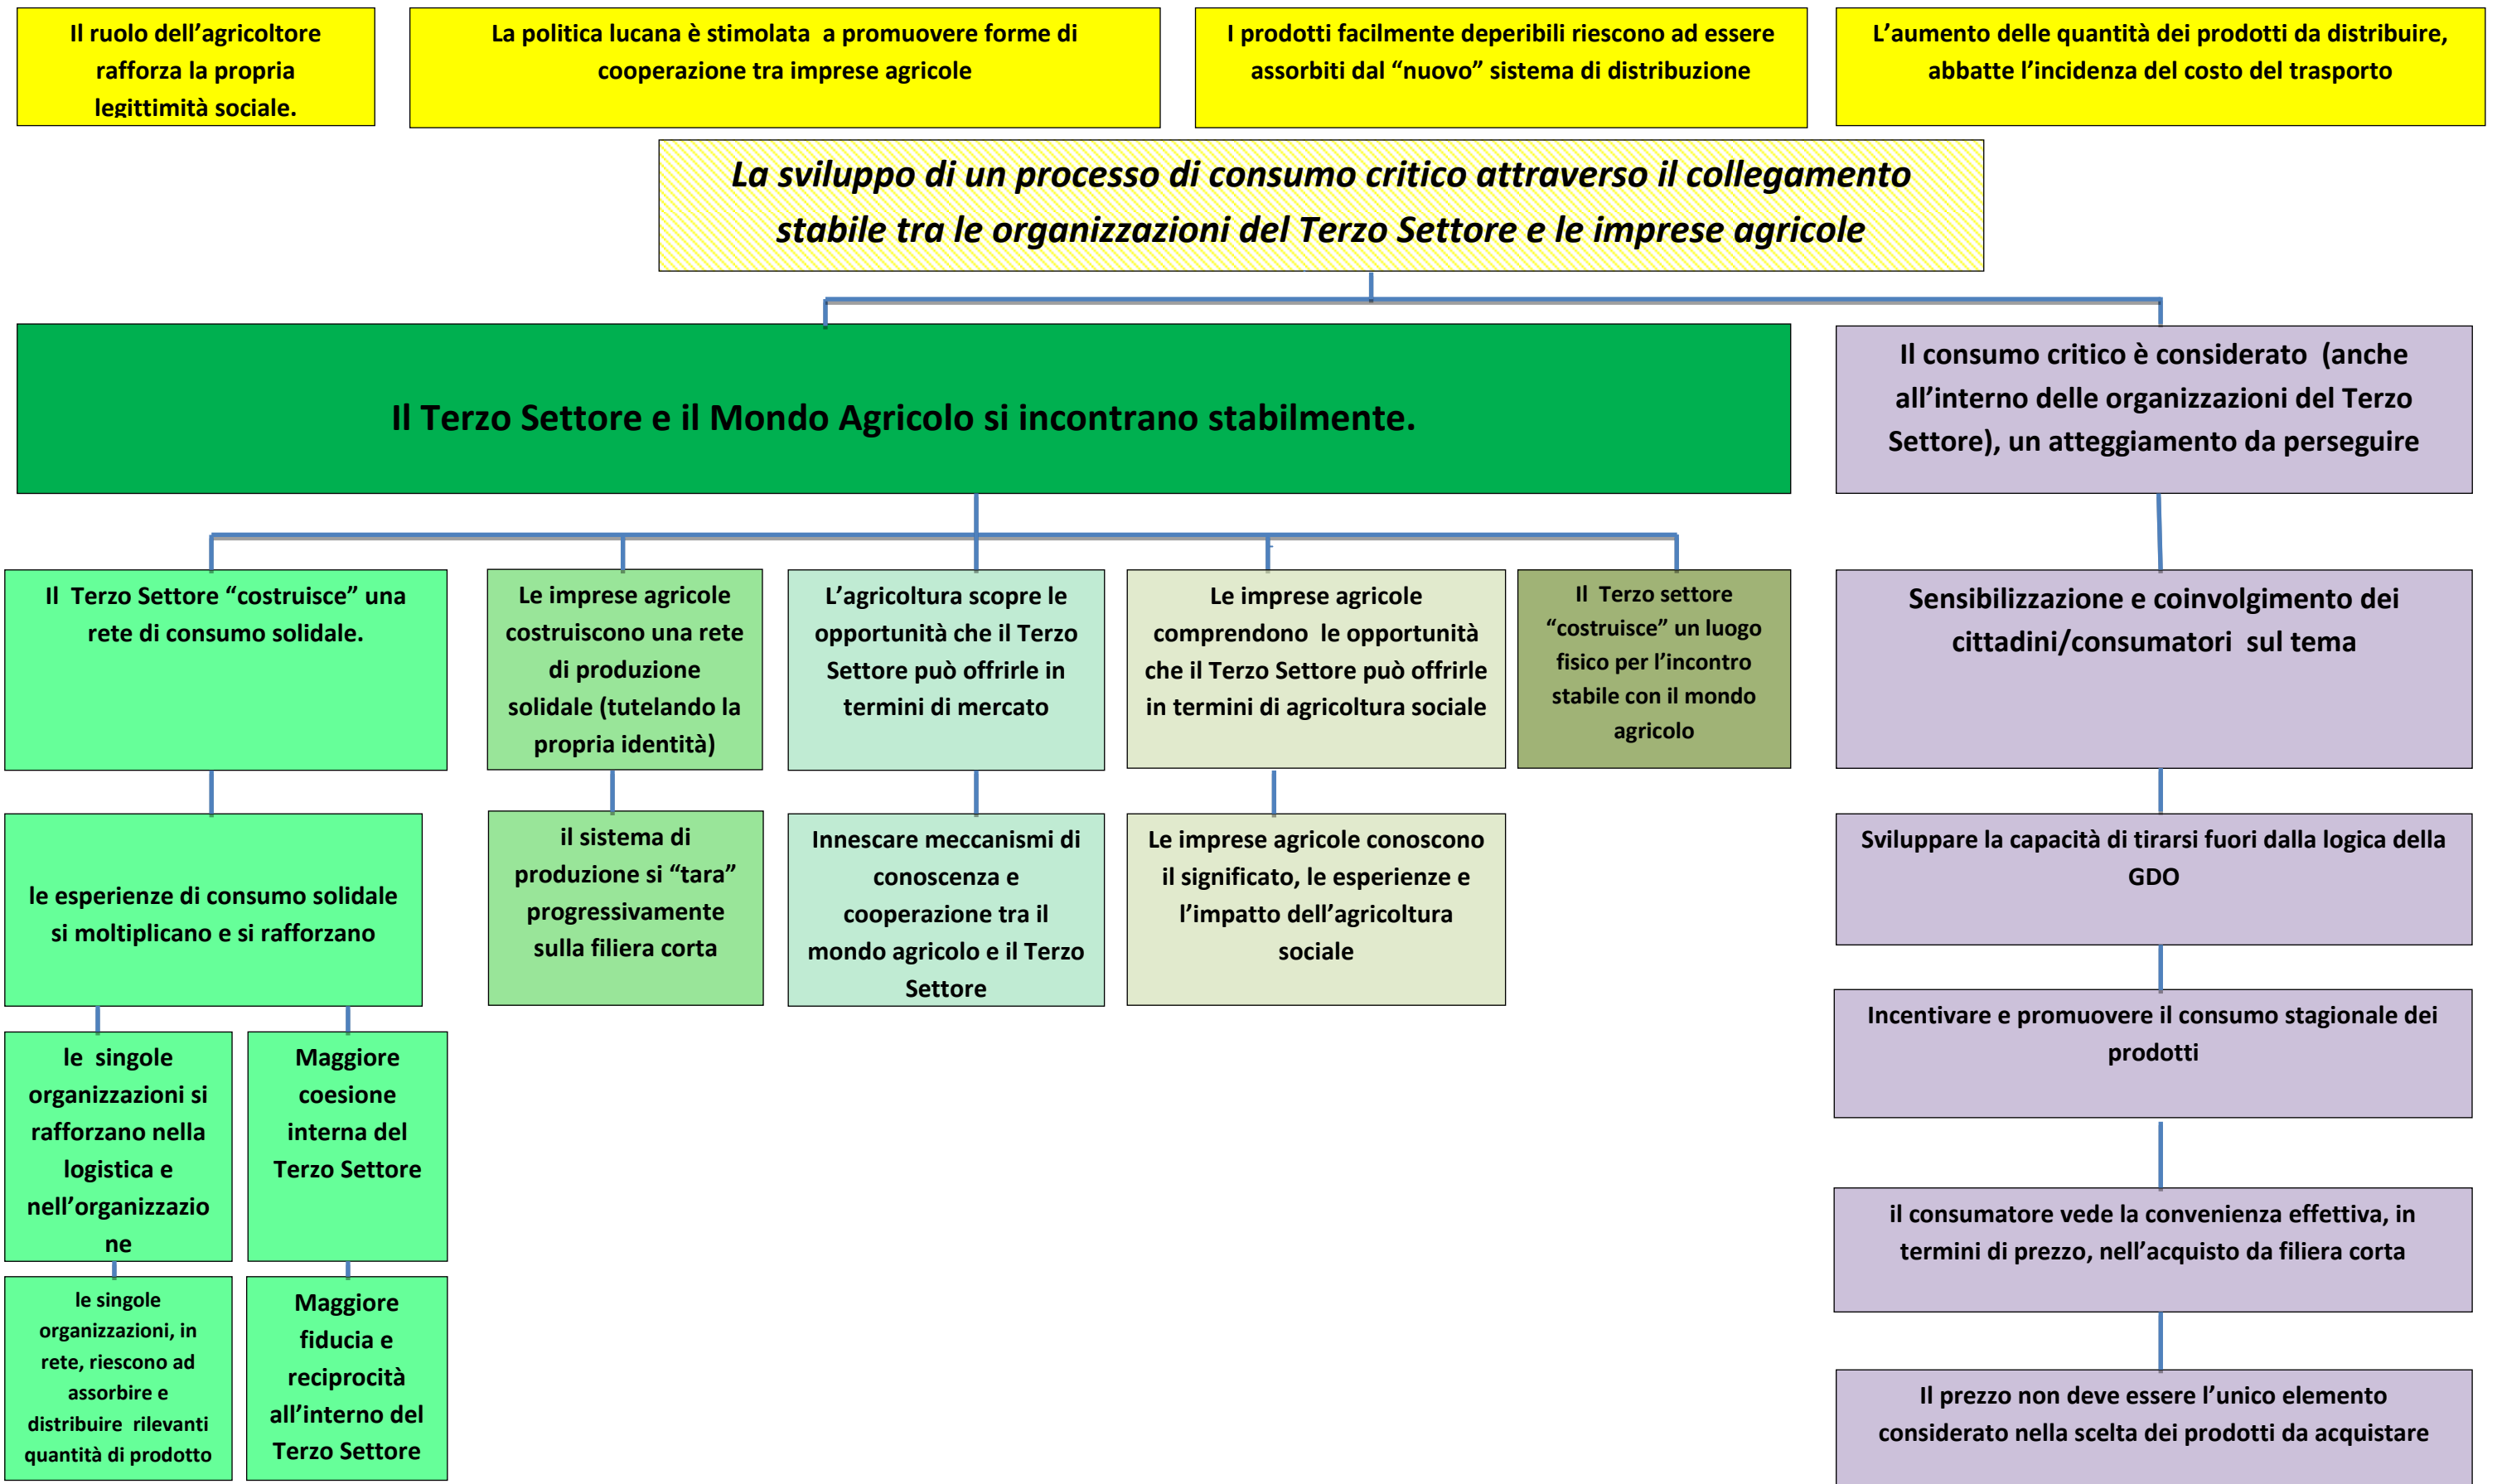 Il ruolo dell’agricoltore
rafforza la propria
legittimità sociale.
La politica lucana è stimolata  a promuovere forme di
cooperazione tra imprese agricole
I prodotti facilmente deperibili riescono ad essere
assorbiti dal “nuovo” sistema di distribuzione
L’aumento delle quantità dei prodotti da distribuire,
abbatte l’incidenza del costo del trasporto
La sviluppo di un processo di consumo critico attraverso il collegamento
stabile tra le organizzazioni del Terzo Settore e le imprese agricole
Il Terzo Settore e il Mondo Agricolo si incontrano stabilmente.
Il consumo critico è considerato  (anche
all’interno delle organizzazioni del Terzo
Settore), un atteggiamento da perseguire
Il  Terzo Settore “costruisce” una
rete di consumo solidale.
Le imprese agricole
costruiscono una rete
di produzione
solidale (tutelando la
propria identità)
L’agricoltura scopre le
opportunità che il Terzo
Settore può offrirle in
termini di mercato
Le imprese agricole
comprendono  le opportunità
che il Terzo Settore può offrirle
in termini di agricoltura sociale
Il  Terzo settore
“costruisce” un luogo
fisico per l’incontro
stabile con il mondo
agricolo
Sensibilizzazione e coinvolgimento dei
cittadini/consumatori  sul tema
le esperienze di consumo solidale
si moltiplicano e si rafforzano
il sistema di
produzione si “tara”
progressivamente
sulla filiera corta
Innescare meccanismi di
conoscenza e
cooperazione tra il
mondo agricolo e il Terzo
Settore
Le imprese agricole conoscono
il significato, le esperienze e
l’impatto dell’agricoltura
sociale
Sviluppare la capacità di tirarsi fuori dalla logica della
GDO
Incentivare e promuovere il consumo stagionale dei
prodotti
le  singole
organizzazioni si
rafforzano nella
logistica e
nell’organizzazio
ne
Maggiore
coesione
interna del
Terzo Settore
il consumatore vede la convenienza effettiva, in
termini di prezzo, nell’acquisto da filiera corta
le singole
organizzazioni, in
rete, riescono ad
assorbire e
distribuire  rilevanti
quantità di prodotto
Maggiore
fiducia e
reciprocità
all’interno del
Terzo Settore
Il prezzo non deve essere l’unico elemento
considerato nella scelta dei prodotti da acquistare